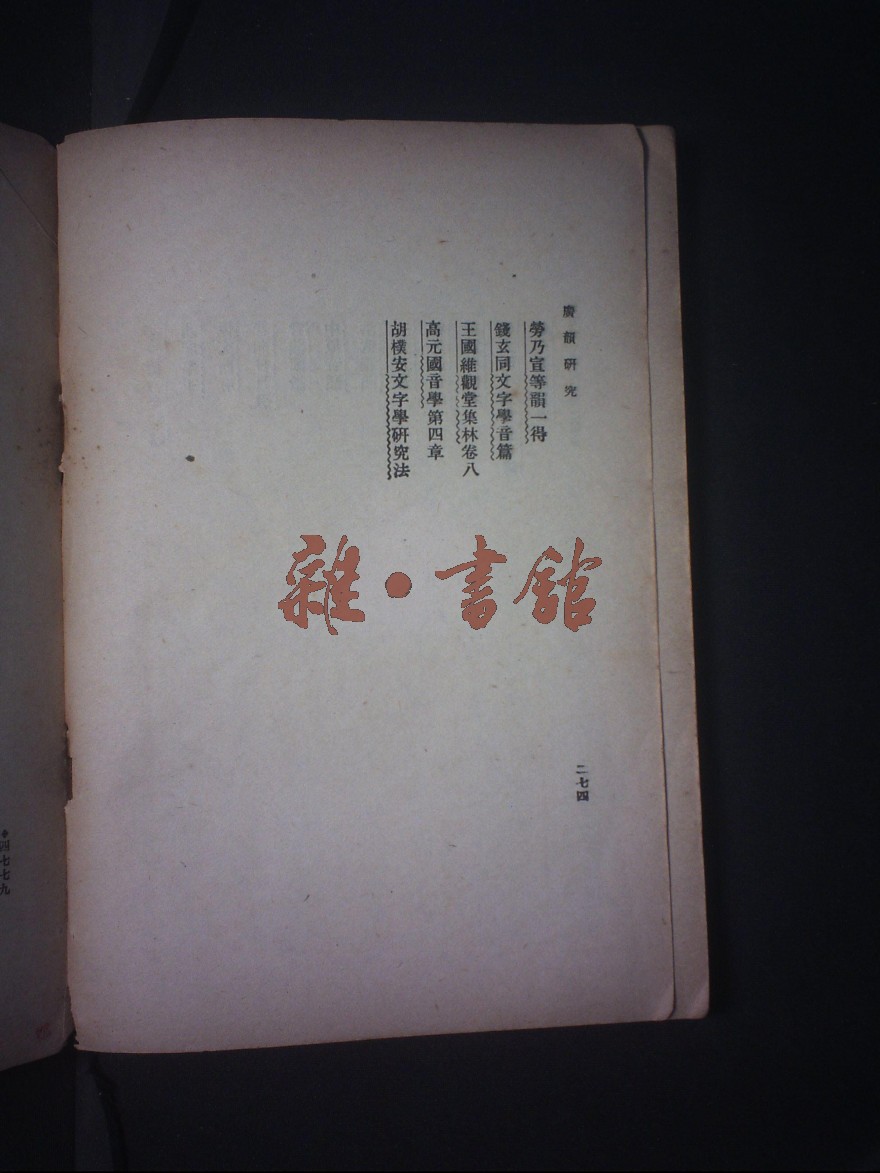 廣韻研究
勞乃宣等韻一得
錢玄同文字學音篇
王國維觀堂集林卷八
高元國音學第四章
胡樸安文字學研究法
雜·書館
二七四
四七七九